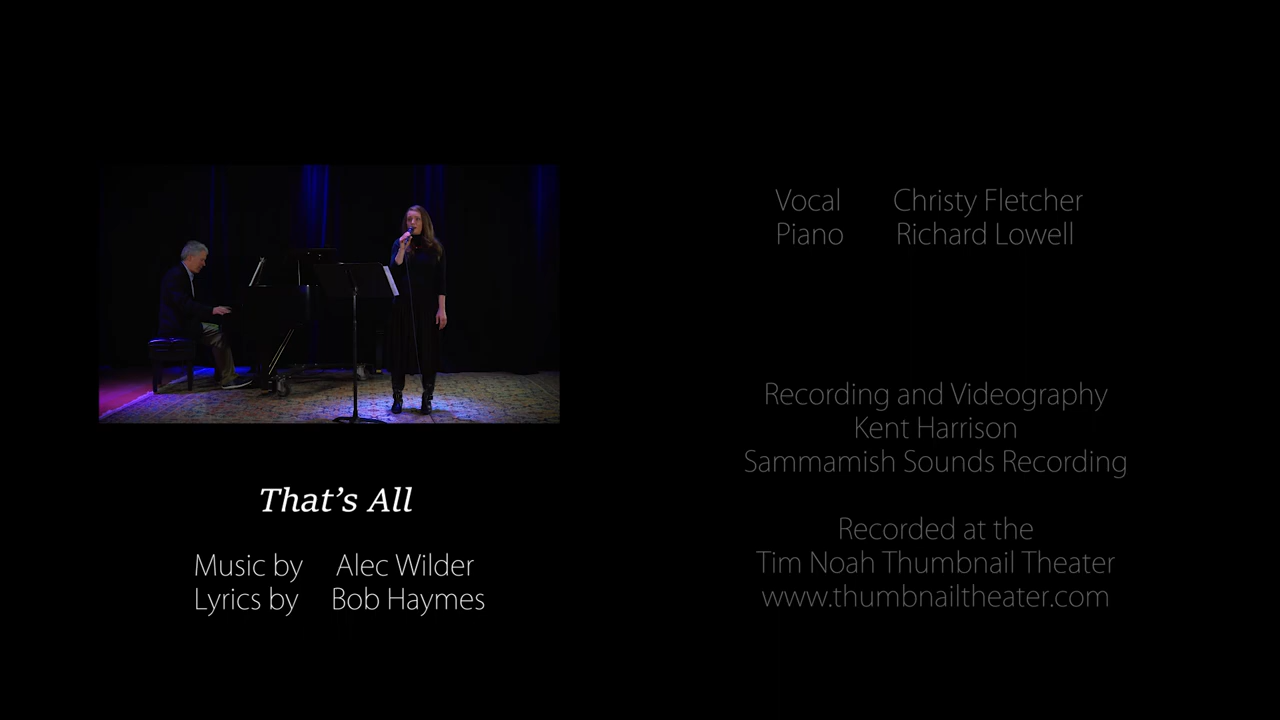 That's All
Music by Alec Wilder
Lyrics by Bob Haymes
Vocal Christy Fletcher
Piano Richard Lowell
Recording and Videography
Kent Harrison
Sammamish Sounds Recording
Recorded at the
Tim Noah Thumbnail Theater
www.thumbnailtheater.com